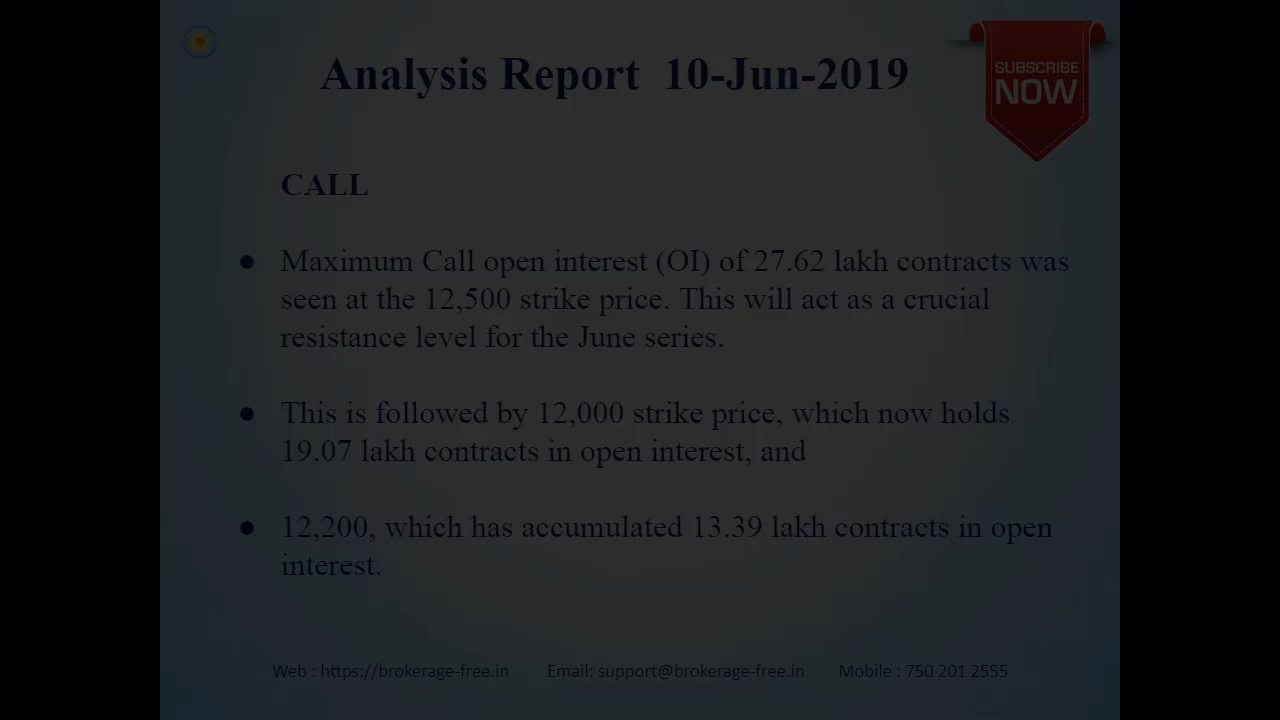 Analysis Report 10-Jun-2019
SUBSCRIBE
NOW
CALL
● Maximum Call open interest (OI) of 27.62 lakh contracts was
seen at the 12,500 strike price. This will act as a crucial
resistance level for the June series.
● This is followed by 12,000 strike price, which now holds
19.07 lakh contracts in open interest, and
● 12,200, which has accumulated 13.39 lakh contracts in open
interest.
Web : https://brokerage-free.in Email: support@brokerage-free.in Mobile : 750 201 2555